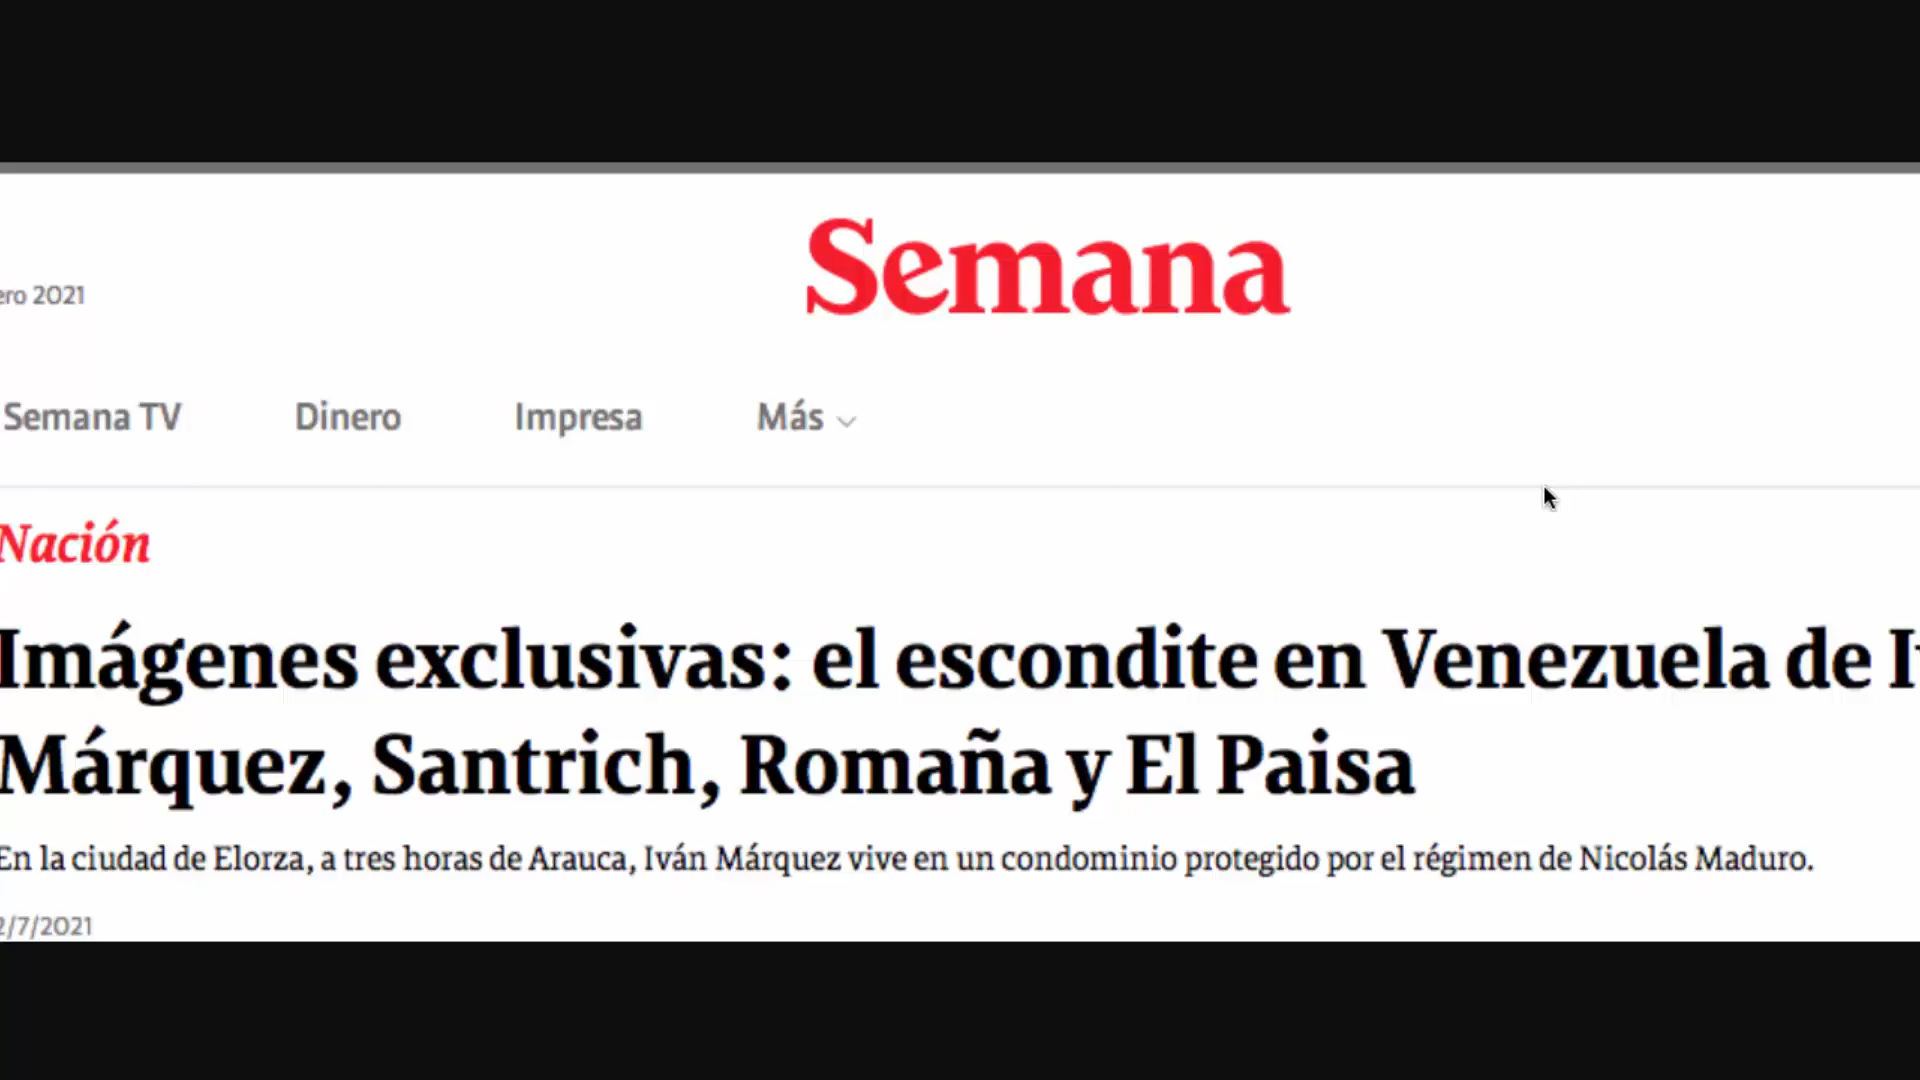 Semana
ero 2021
Semana TV Dinero Impresa Más
Nación
Imágenes exclusivas: el escondite en Venezuela de
Márquez, Santrich, Romaña y El Paisa
En la ciudad de Elorza, a tres horas de Arauca, Iván Márquez vive en un condominio protegido por el régimen de Nicolás Maduro.
2/7/2021